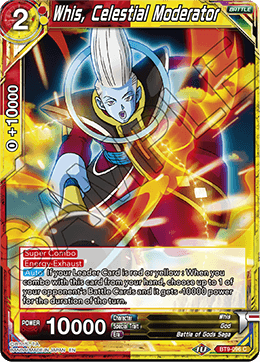 BATTLE
2
Whis, Celestial Moderator
0 +10000
Super Combo
Energy-Exhaust
Auto If your Leader Card is red or yellow : When you
combo with this card from your hand, choose up to 1 of
your opponent's Battle Cards and it gets -10000 power
for the duration of the turn.
POWER 10000
Character Whis
Special Trait God
Era Battle of Gods Saga
BT9-096 C